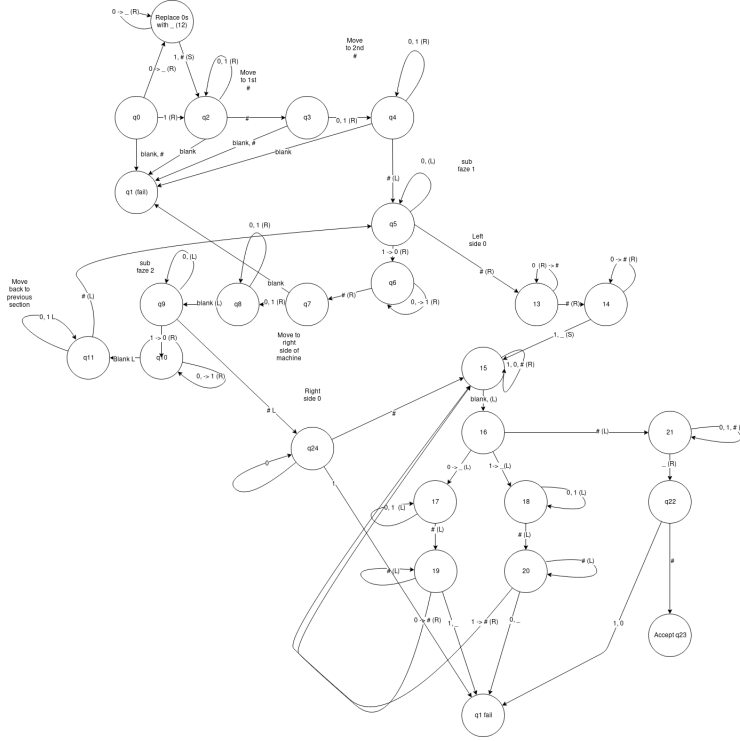 0 -> _ (R)
Replace 0s
with _ (12)
1, # (S)
0 -> _ (R)
0, 1 (R)
Move
to 1st
#
Move
to 2nd
#
0, 1 (R)
q0
1 (R)
q2
#
q3
0, 1 (R)
q4
blank, #
blank
blank, #
blank
q1 (fail)
# (L)
0, (L)
sub
faze 1
q5
0, 1 (R)
Left
side 0
1 -> 0 (R)
# (R)
0 (R) -> #
0 -> # (R)
sub
faze 2
0, (L)
blank
q6
Move
back to
previous
section
# (L)
q9
blank (L)
q8
0, 1 (R)
q7
# (R)
0, -> 1 (R)
13
# (R)
14
0, 1 L
1 -> 0 (R)
Move to
right
side of
machine
1, _ (S)
q11
Blank L
q10
0, -> 1 (R)
15
1, 0, # (R)
Right
side 0
blank, (L)
# L
#
q24
16
# (L)
21
0, 1, #
0
1
0 -> _ (L)
1-> _ (L)
_ (R)
17
18
q22
0, 1 (L)
0, 1 (L)
# (L)
# (L)
19
20
# (L)
# (L)
#
0 -> # (R)
1, _
1 -> # (R)
0, _
1, 0
Accept q23
q1 fail